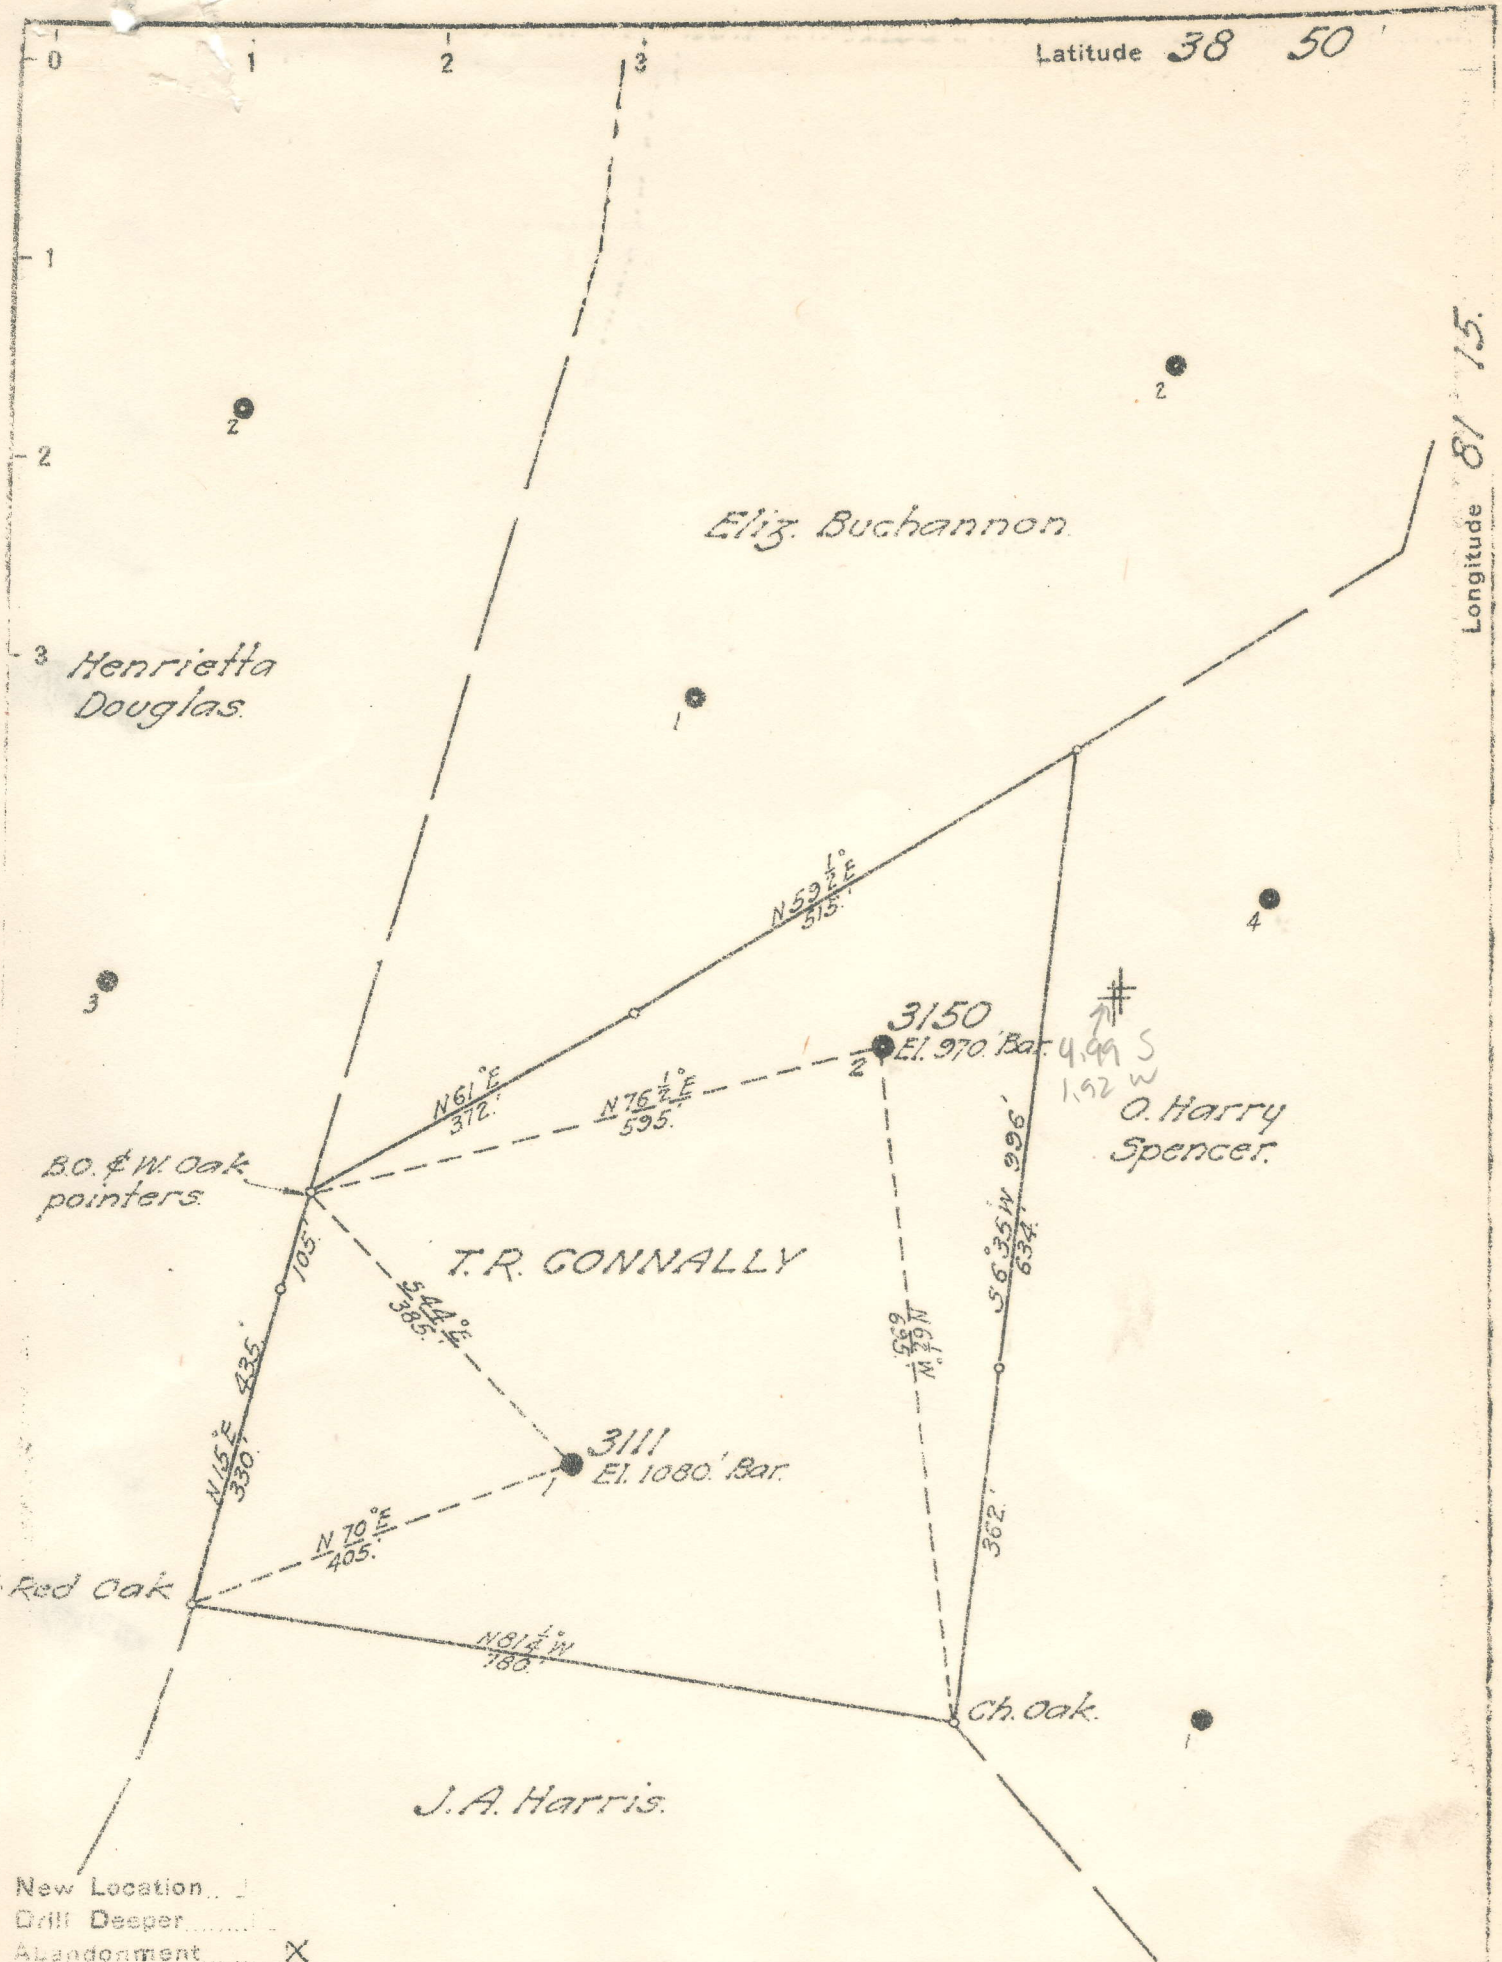 0 1 2 3
Latitude 38 50'
1
2
3
Longitude 81 15.
2
2
Eliz. Buchannon
Henrietta
Douglas.
1
N 59 1/2° E
515.'
4
3
3150
El. 970.' Bar.
2
4.99 S
1.92 W
N 61° E
372.'
N 76 1/2° E
595.'
O. Harry
Spencer.
B.O. & W. Oak
pointers.
S 6° 35 W 996'
634.'
105.'
T.R. CONNALLY
S 44° E
385.'
N 6 1/2° W
699.'
N 15° E 435.'
330.'
3111
El. 1080.' Bar.
1
362.'
N 70° E
405.'
Red Oak
N 81 1/4° W
780.'
Ch. Oak.
1
J.A. Harris.
New Location
Drill Deeper
Abandonment X